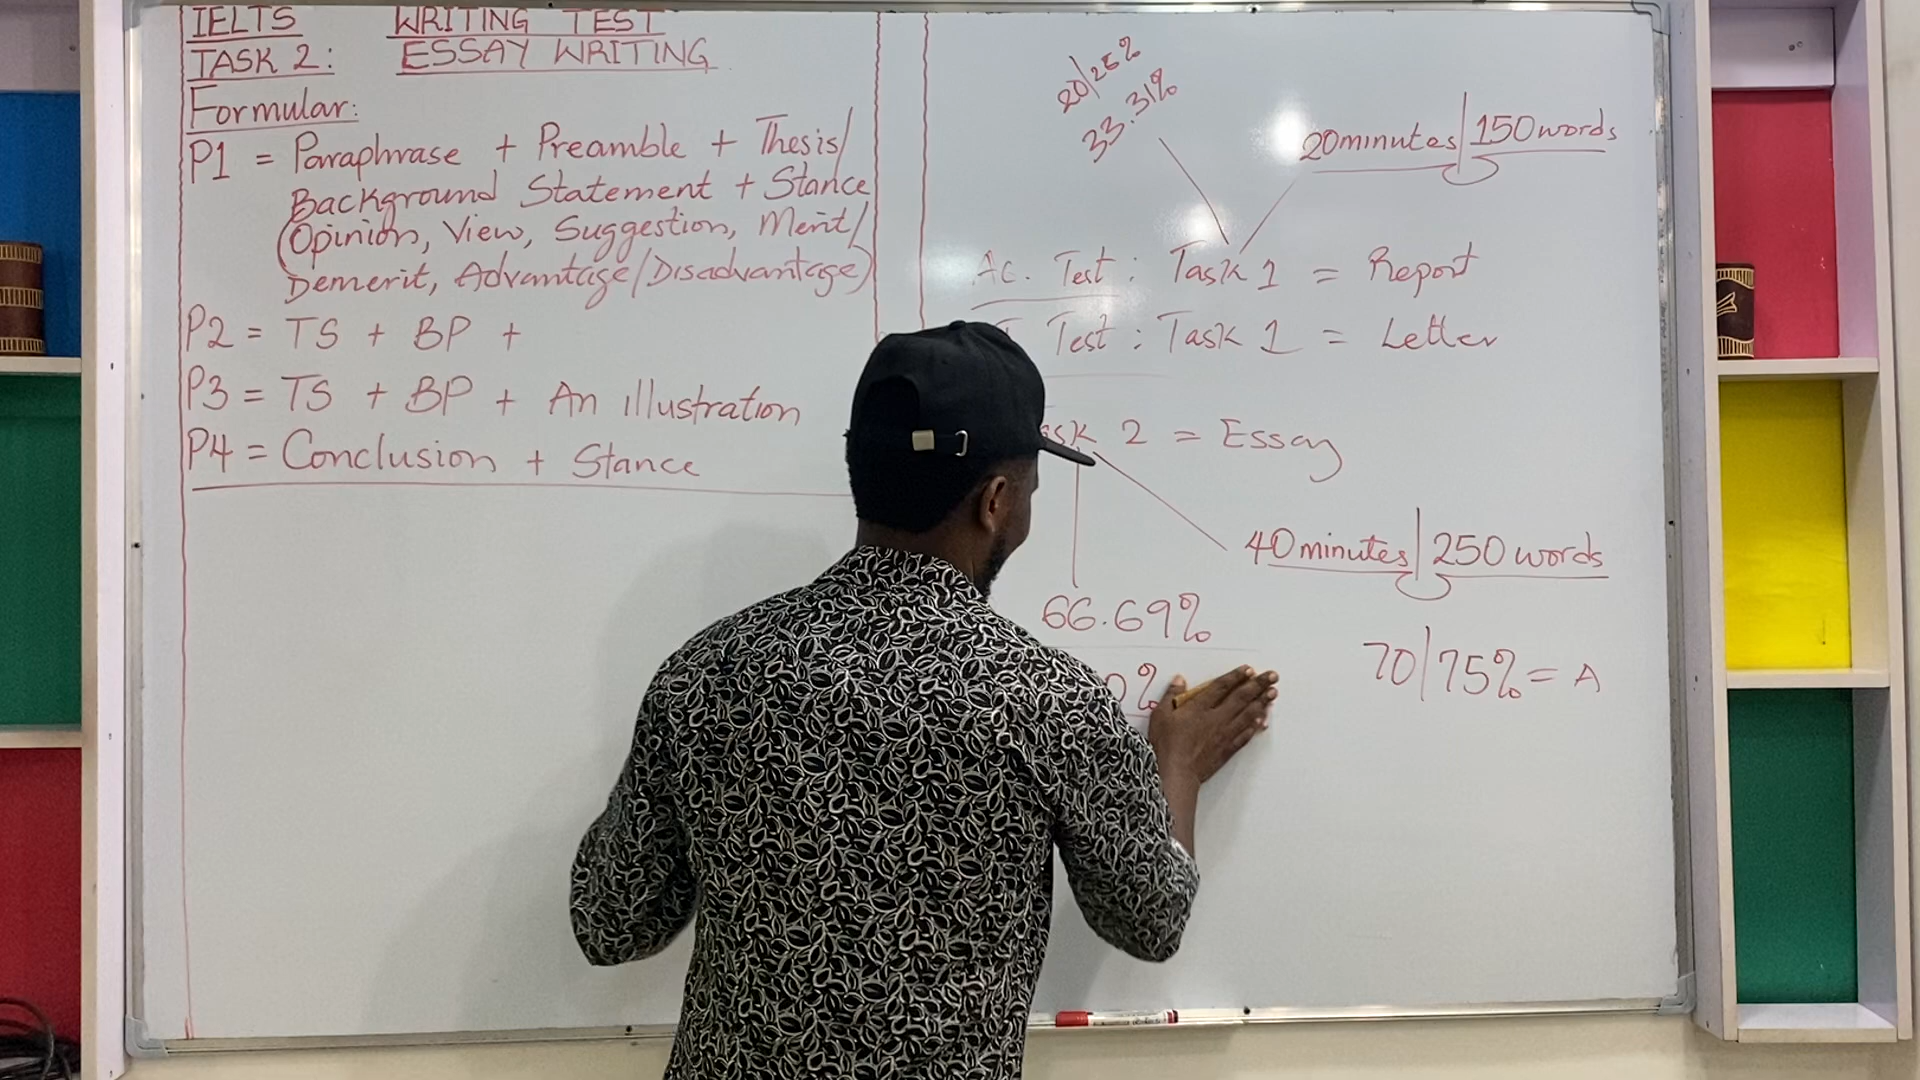 IELTS WRITING TEST
TASK 2: ESSAY WRITING
Formular:
P1 = Paraphrase + Preamble + Thesis/
Background Statement + Stance
(Opinion, View, Suggestion, Merit/
Demerit, Advantage/Disadvantage)
P2 = TS + BP +
P3 = TS + BP + An illustration
P4 = Conclusion + Stance
20/25%
33.31%
20minutes/150words
Ac. Test: Task 1 = Report
Test: Task 1 = Letter
2 = Essay
40minutes/250words
66.69%
0%
70/75% = A